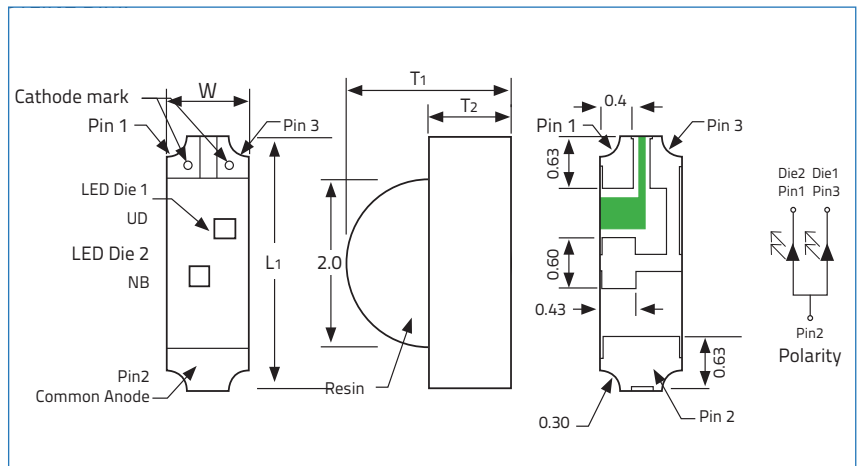 Cathode mark
W
Pin 1
Pin 3
LED Die 1
UD
LED Die 2
NB
Pin2
Common Anode
L1
T1
T2
2.0
Resin
0.4
Pin 1
Pin 3
0.63
0.60
0.43
0.63
0.30
Pin 2
Die2 Die1
Pin1 Pin3
Pin2
Polarity